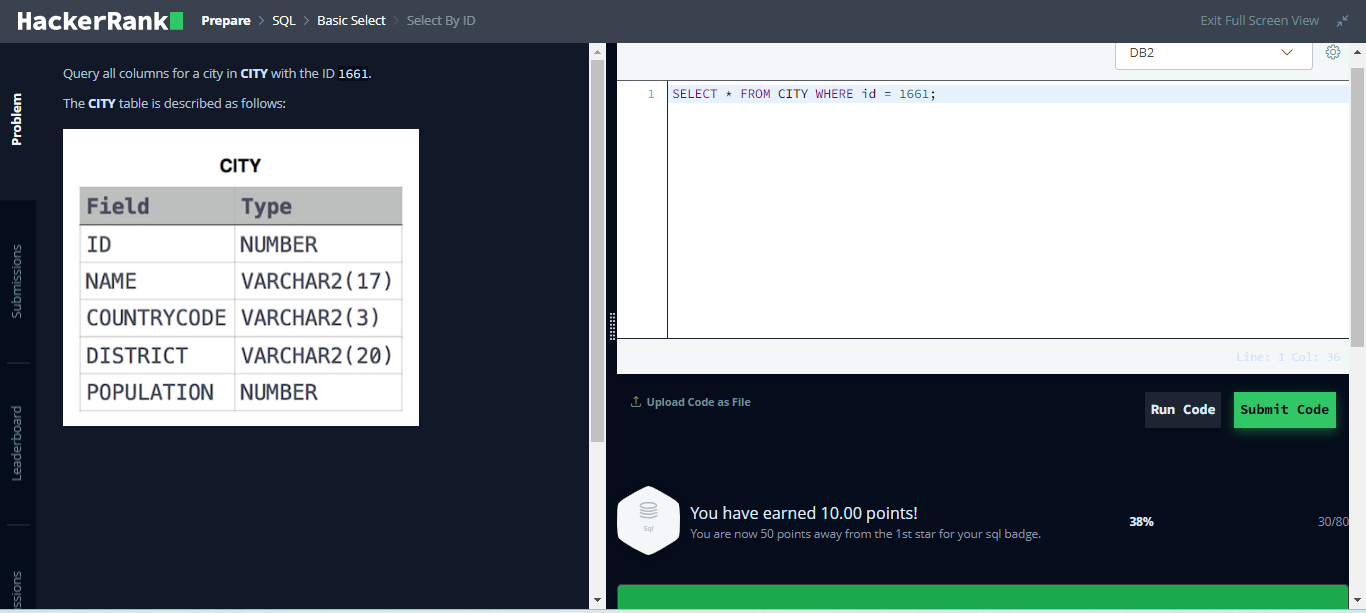 HackerRank Prepare > SQL > Basic Select > Select By ID Exit Full Screen View
Problem
Submissions
Leaderboard
ssions
Query all columns for a city in CITY with the ID 1661.
The CITY table is described as follows:
CITY
Field Type
ID NUMBER
NAME VARCHAR2(17)
COUNTRYCODE VARCHAR2(3)
DISTRICT VARCHAR2(20)
POPULATION NUMBER
DB2
1 SELECT * FROM CITY WHERE id = 1661;
Line: 1 Col: 36
Upload Code as File
Run Code
Submit Code
Sql
You have earned 10.00 points!
You are now 50 points away from the 1st star for your sql badge.
38%
30/80